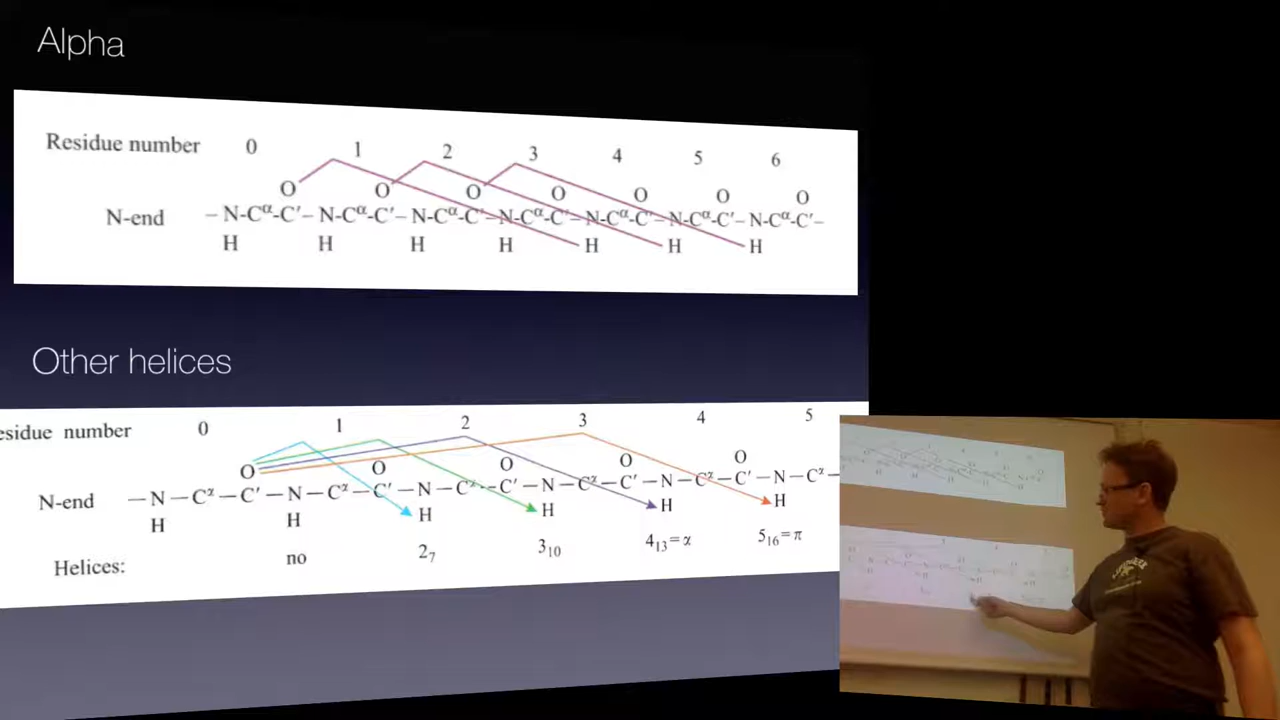 Alpha
Residue number 0 1 2 3 4 5 6
O O O O O O O
N-end – N-Cᵅ-C′– N-Cᵅ-C′– N-Cᵅ-C′– N-Cᵅ-C′– N-Cᵅ-C′– N-Cᵅ-C′– N-Cᵅ-C′–
H H H H H H H
Other helices
esidue number 0 1 2 3 4 5
O O O O O
N-end — N — Cᵅ — C′ — N — Cᵅ — C′ — N — Cᵅ — C′ — N — Cᵅ — C′ — N — Cᵅ — C′ — N — Cᵅ —
H H H H H H
Helices: no 2₇ 3₁₀ 4₁₃=α 5₁₆=π